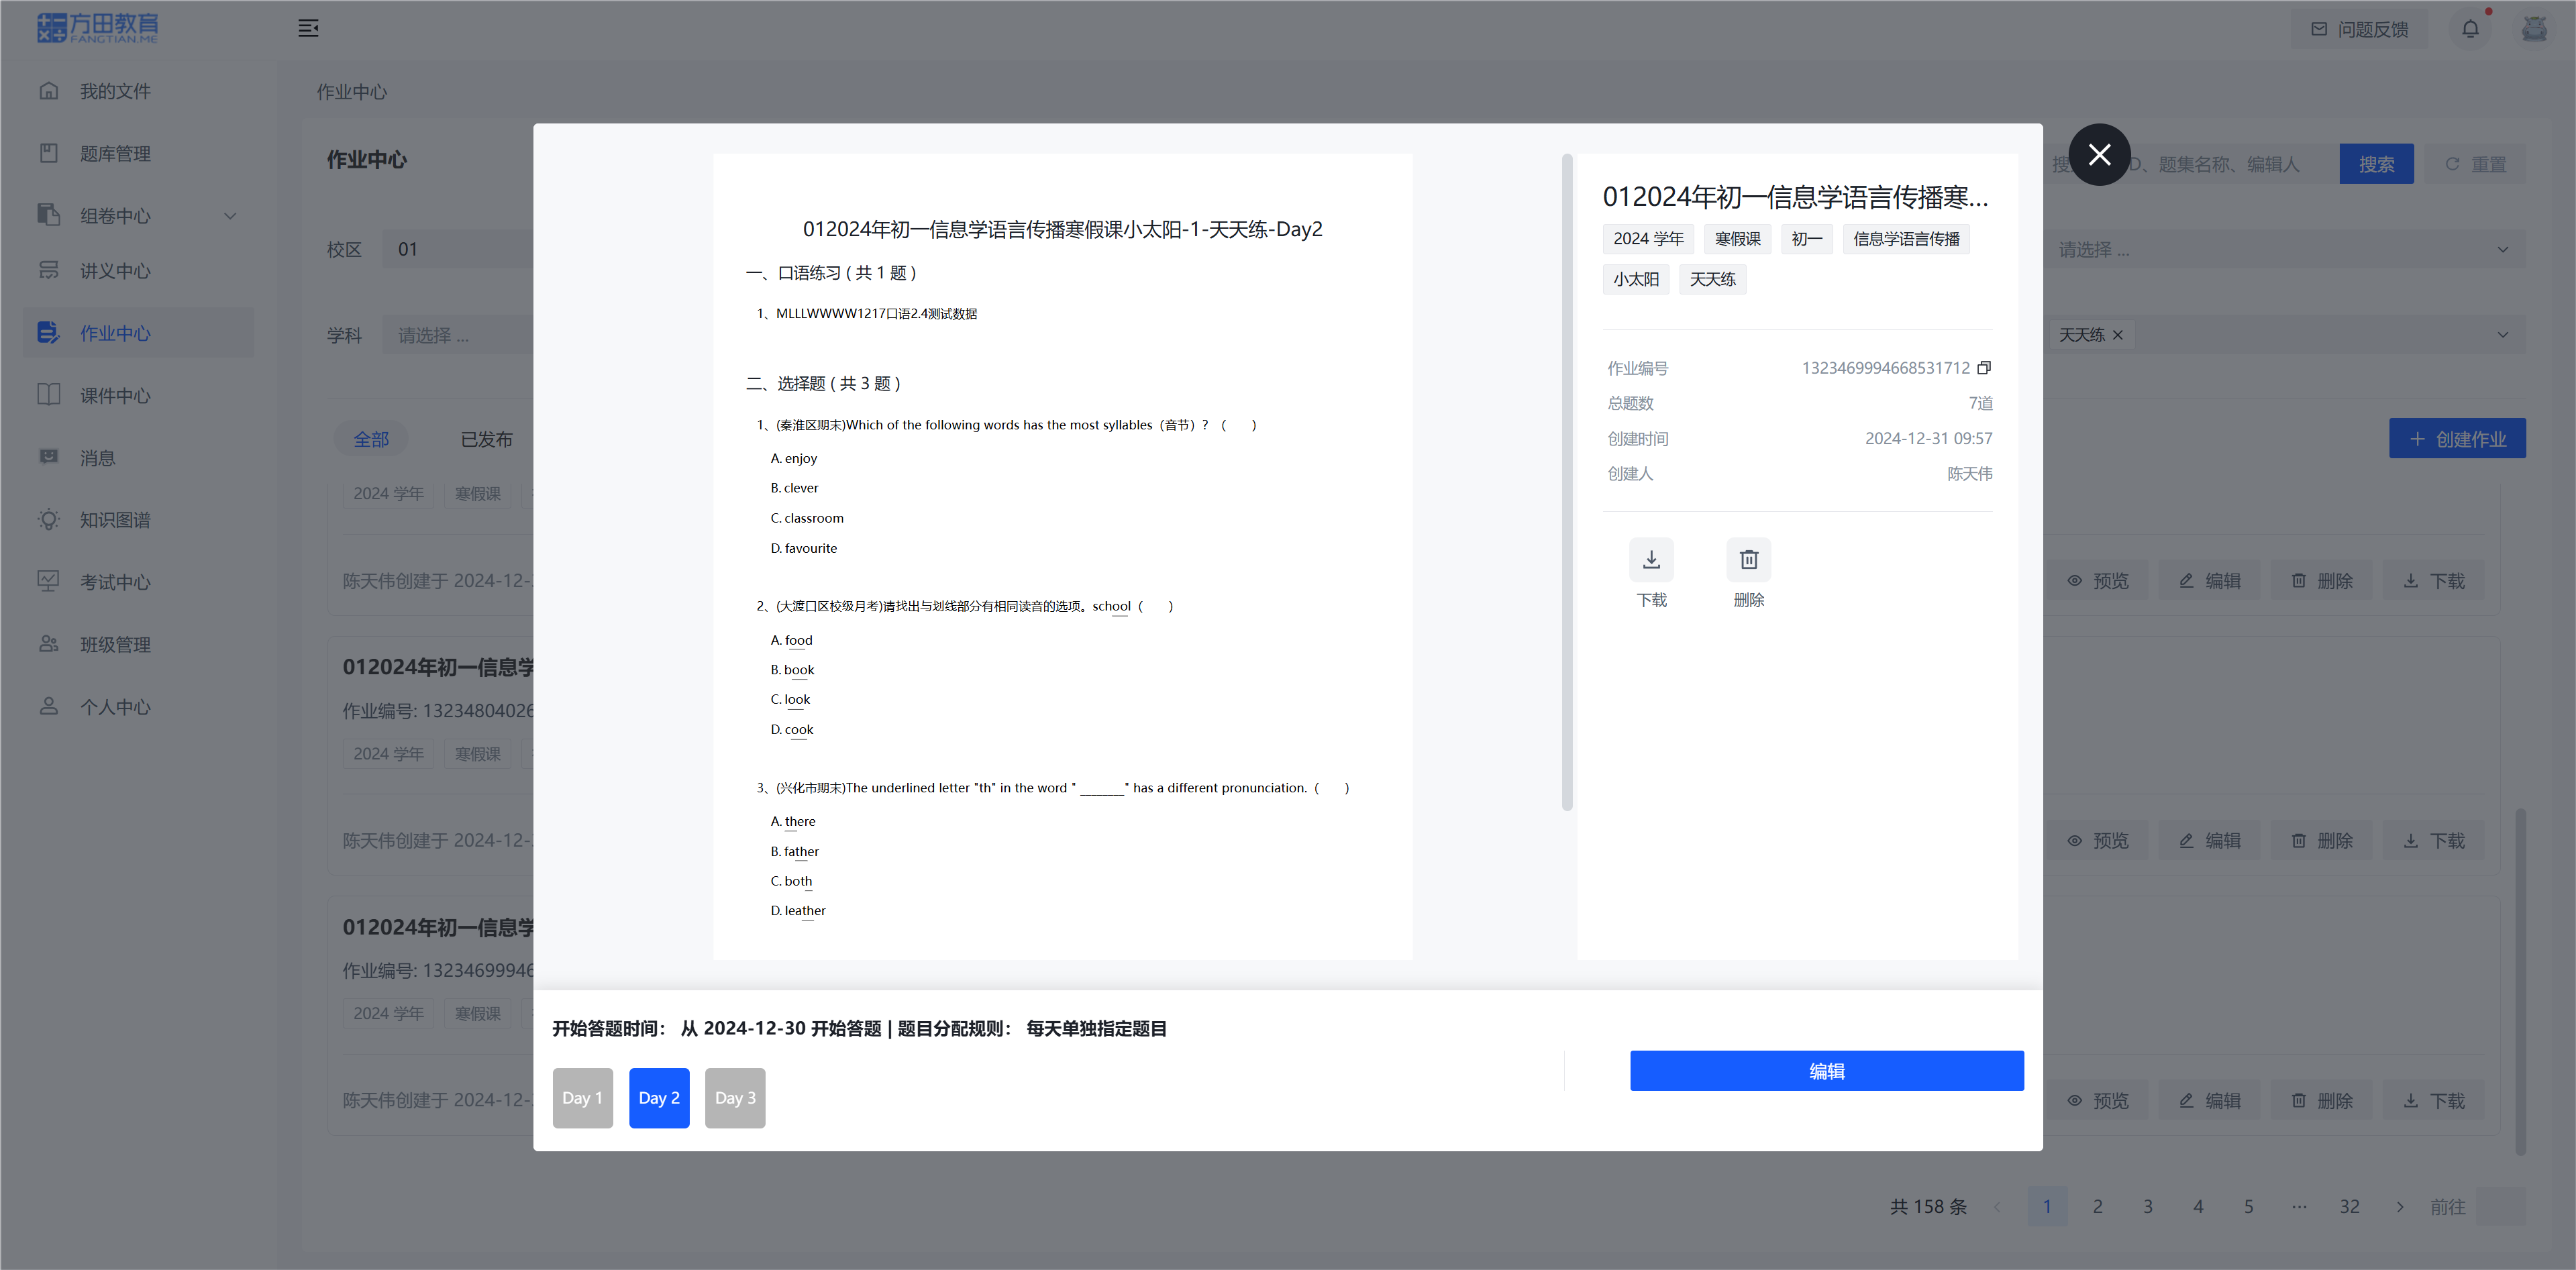 方田教育
FANGTIAN.ME
问题反馈
我的文件
题库管理
组卷中心
讲义中心
作业中心
课件中心
消息
知识图谱
考试中心
班级管理
个人中心
作业中心
作业中心
D、题集名称、编辑人
搜索
重置
校区
01
请选择 ...
学科
请选择 ...
天天练
全部
已发布
创建作业
2024 学年
寒假课
陈天伟创建于 2024-12-
预览
编辑
删除
下载
012024年初一信息学
作业编号: 13234804026
2024 学年
寒假课
陈天伟创建于 2024-12-
预览
编辑
删除
下载
012024年初一信息学
作业编号: 13234699946
2024 学年
寒假课
陈天伟创建于 2024-12-
预览
编辑
删除
下载
共 158 条
1
2
3
4
5
···
32
前往
012024年初一信息学语言传播寒假课小太阳-1-天天练-Day2
一、口语练习 ( 共 1 题 )
1、MLLLWWWW1217口语2.4测试数据
二、选择题 ( 共 3 题 )
1、(秦淮区期末)Which of the following words has the most syllables（音节）？（　　）
A. enjoy
B. clever
C. classroom
D. favourite
2、(大渡口区校级月考)请找出与划线部分有相同读音的选项。school（　　）
A. food
B. book
C. look
D. cook
3、(兴化市期末)The underlined letter "th" in the word " _______" has a different pronunciation.（　　）
A. there
B. father
C. both
D. leather
012024年初一信息学语言传播寒...
2024 学年
寒假课
初一
信息学语言传播
小太阳
天天练
作业编号
1323469994668531712
总题数
7道
创建时间
2024-12-31 09:57
创建人
陈天伟
下载
删除
开始答题时间： 从 2024-12-30 开始答题 | 题目分配规则： 每天单独指定题目
Day 1
Day 2
Day 3
编辑